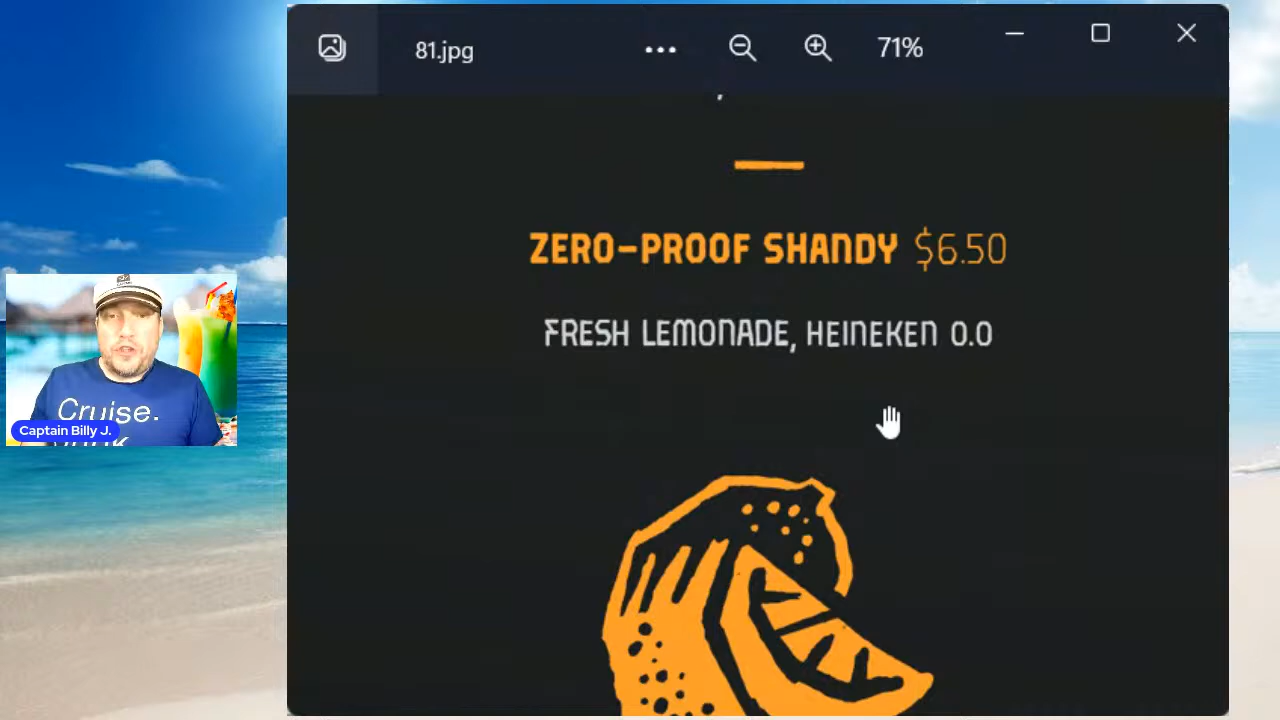 81.jpg
71%
ZERO-PROOF SHANDY $6.50
FRESH LEMONADE, HEINEKEN 0.0
Cruise.
Captain Billy J.